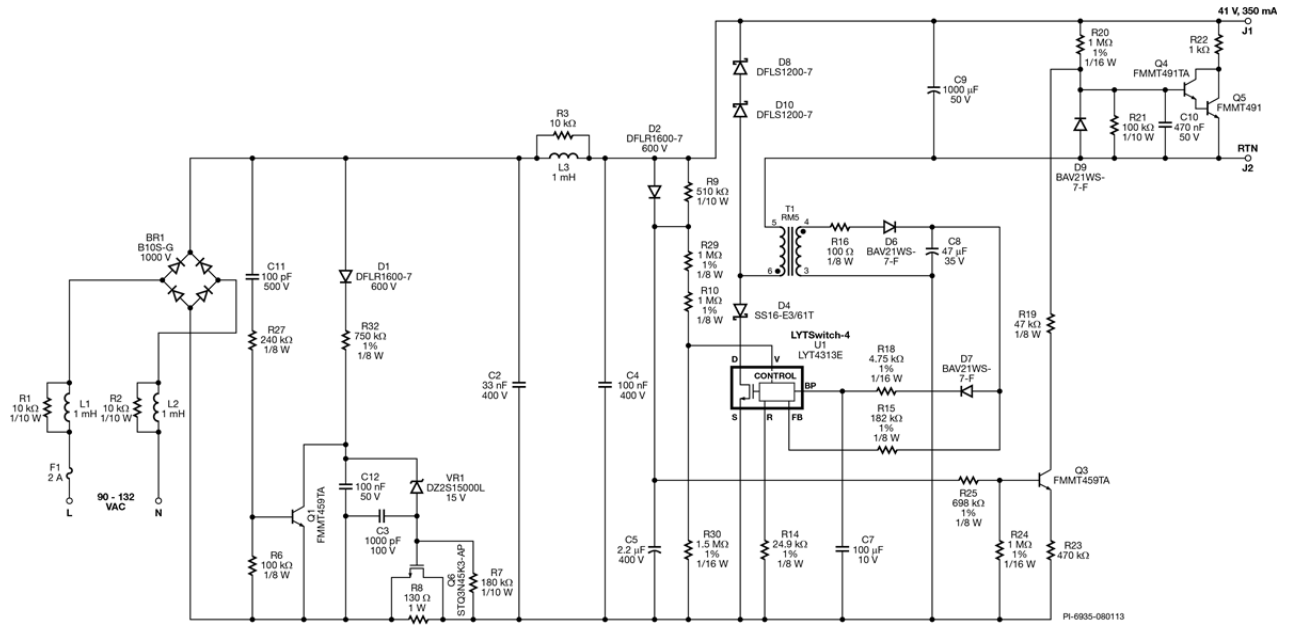 41 V, 350 mA
J1
R20
1 MΩ
1%
1/16 W
R22
1 kΩ
Q4
FMMT491TA
Q5
FMMT491
D8
DFLS1200-7
C9
1000 µF
50 V
D10
DFLS1200-7
R21
100 kΩ
1/10 W
C10
470 nF
50 V
R3
10 kΩ
L3
1 mH
D2
DFLR1600-7
600 V
RTN
J2
D9
BAV21WS-
7-F
R9
510 kΩ
1/10 W
T1
RM5
5
4
6
3
R16
100 Ω
1/8 W
D6
BAV21WS-
7-F
C8
47 µF
35 V
BR1
B10S-G
1000 V
C11
100 pF
500 V
D1
DFLR1600-7
600 V
R29
1 MΩ
1%
1/8 W
R10
1 MΩ
1%
1/8 W
D4
SS16-E3/61T
R27
240 kΩ
1/8 W
R32
750 kΩ
1%
1/8 W
R19
47 kΩ
1/8 W
LYTSwitch-4
U1
LYT4313E
D
V
CONTROL
BP
S
R
FB
R18
4.75 kΩ
1%
1/16 W
D7
BAV21WS-
7-F
R15
182 kΩ
1%
1/8 W
C2
33 nF
400 V
C4
100 nF
400 V
R1
10 kΩ
1/10 W
L1
1 mH
R2
10 kΩ
1/10 W
L2
1 mH
F1
2 A
90 - 132
VAC
L
N
Q1
FMMT459TA
C12
100 nF
50 V
VR1
DZ2S15000L
15 V
C3
1000 pF
100 V
Q3
FMMT459TA
R25
698 kΩ
1%
1/8 W
R6
100 kΩ
1/8 W
R8
130 Ω
1 W
Q6
STQ3N45K3-AP
R7
180 kΩ
1/10 W
C5
2.2 µF
400 V
R30
1.5 MΩ
1%
1/16 W
R14
24.9 kΩ
1%
1/8 W
C7
100 µF
10 V
R24
1 MΩ
1%
1/16 W
R23
470 kΩ
PI-6935-080113